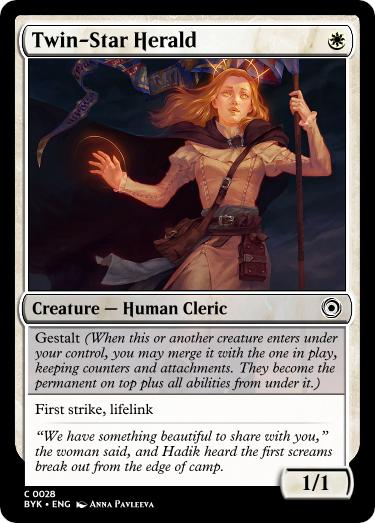 Twin-Star Herald
Creature — Human Cleric
Gestalt (When this or another creature enters under
your control, you may merge it with the one in play,
keeping counters and attachments. They become the
permanent on top plus all abilities from under it.)
First strike, lifelink
“We have something beautiful to share with you,”
the woman said, and Hadik heard the first screams
break out from the edge of camp.
1/1
C 0028
BYK • ENG Anna Pavleeva